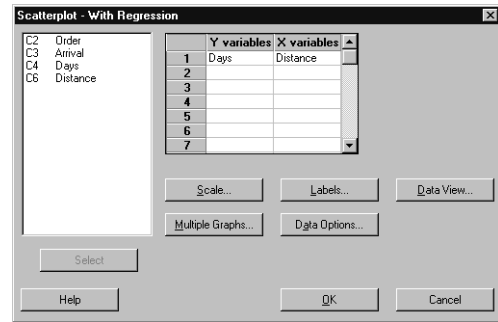 Scatterplot - With Regression
C2 Order
C3 Arrival
C4 Days
C6 Distance
Y variables X variables
1 Days Distance
2
3
4
5
6
7
Scale... Labels... Data View...
Multiple Graphs... Data Options...
Select
Help OK Cancel